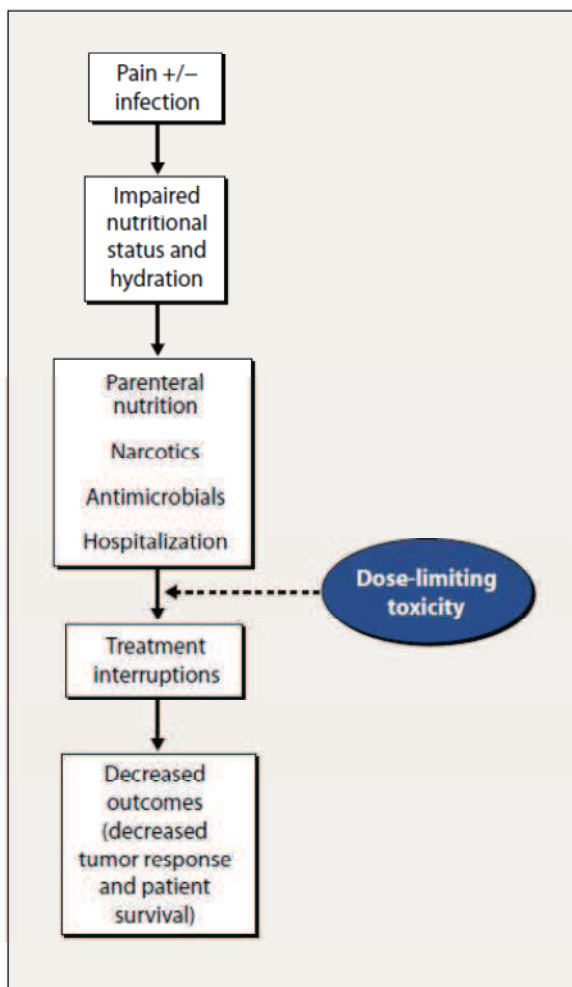 Pain +/–
infection
Impaired
nutritional
status and
hydration
Parenteral
nutrition
Narcotics
Antimicrobials
Hospitalization
Dose-limiting
toxicity
Treatment
interruptions
Decreased
outcomes
(decreased
tumor response
and patient
survival)